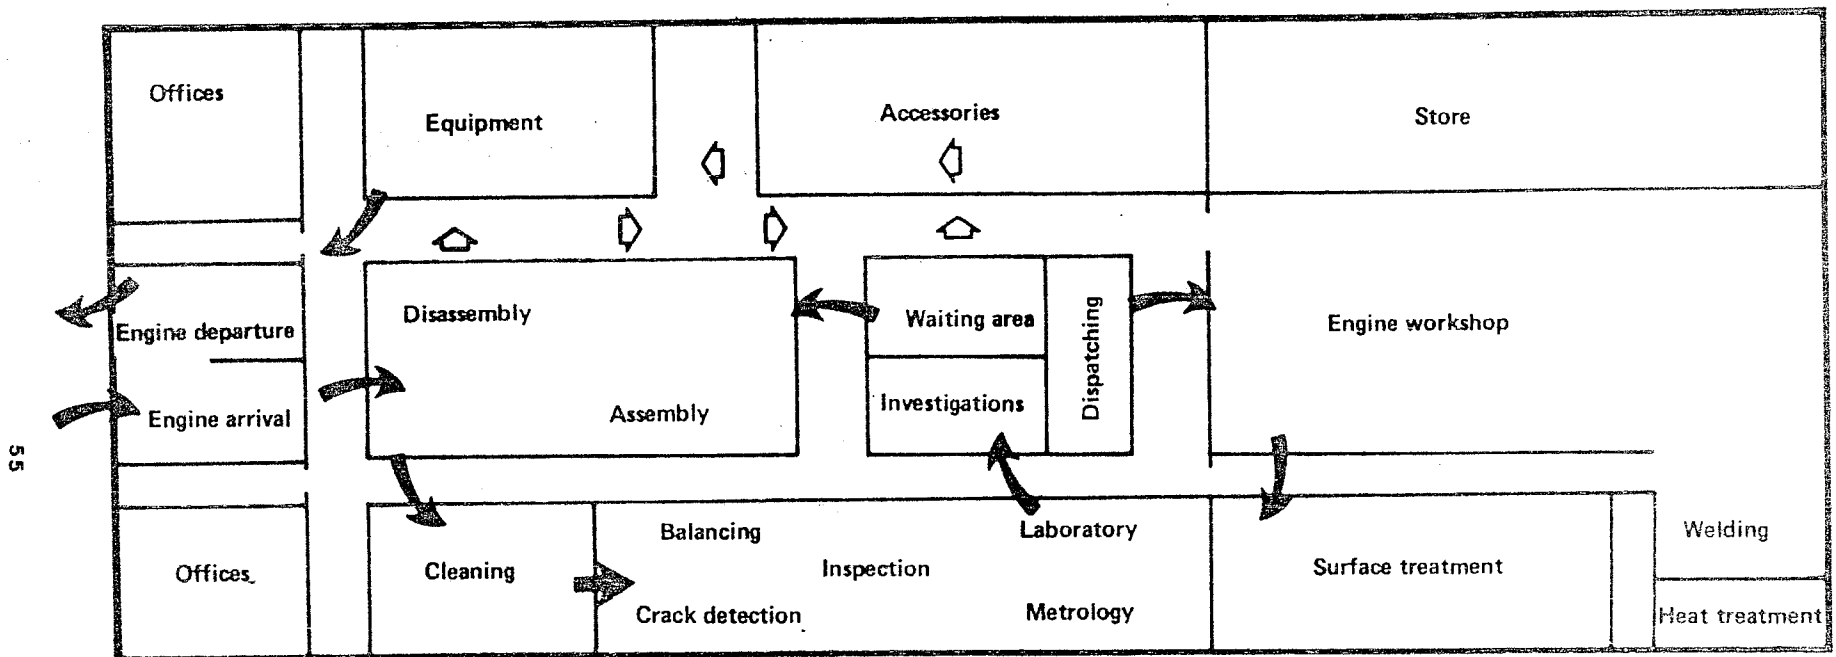 Offices
Equipment
Accessories
Store
Engine departure
Disassembly
Waiting area
Dispatching
Engine workshop
Engine arrival
Assembly
Investigations
55
Offices
Cleaning
Balancing
Laboratory
Inspection
Crack detection
Metrology
Surface treatment
Welding
Heat treatment